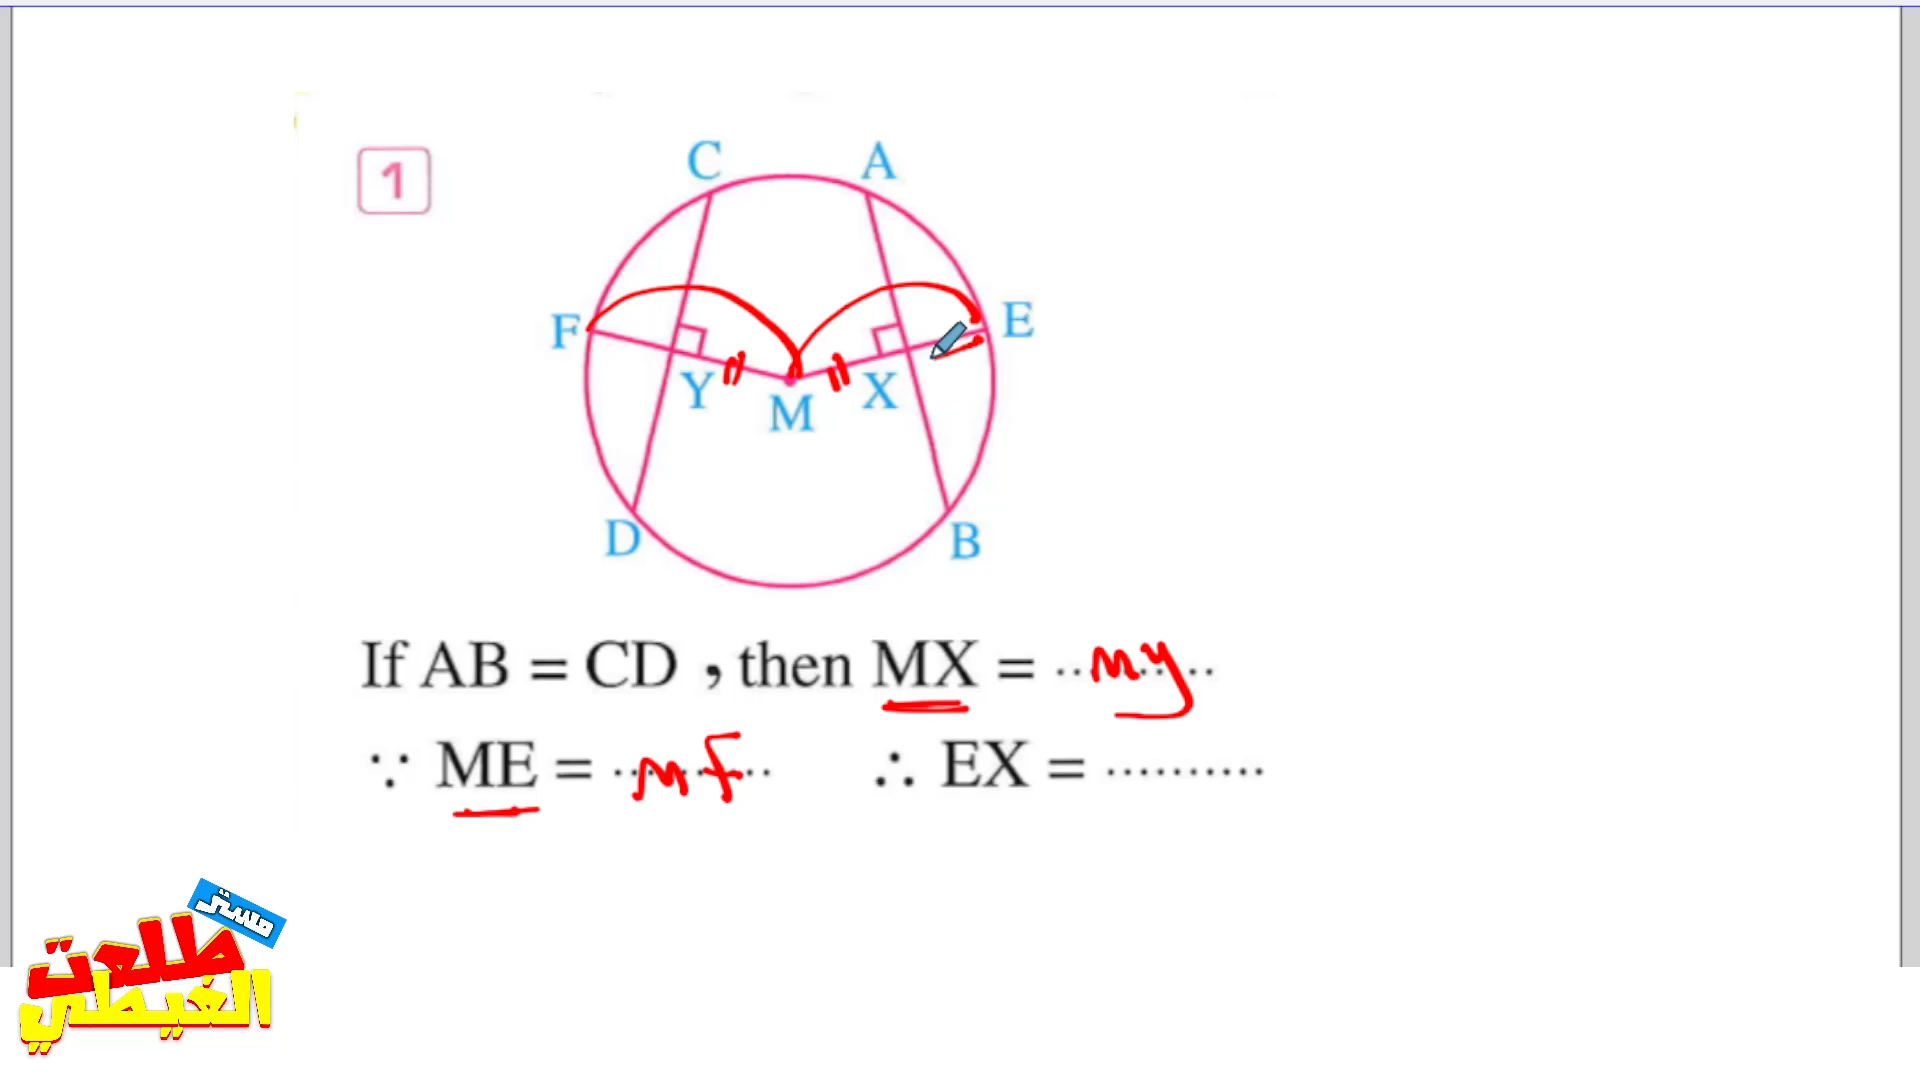 1
C A
F E
Y M X
D B
If AB = CD , then MX = .......... my
∵ ME = .......... MF ∴ EX = ..........
مستر
طلعت
الغيطي